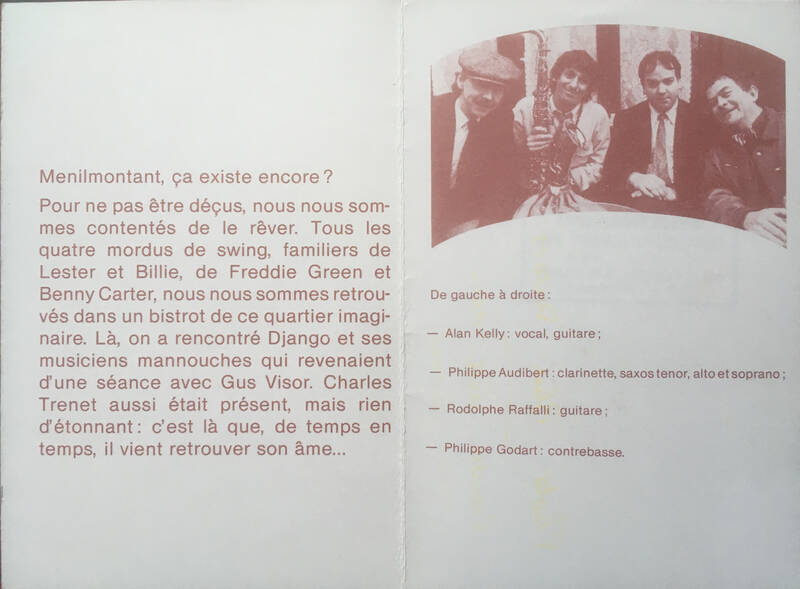 Menilmontant, ça existe encore ?
Pour ne pas être déçus, nous nous som-
mes contentés de le rêver. Tous les
quatre mordus de swing, familiers de
Lester et Billie, de Freddie Green et
Benny Carter, nous nous sommes retrou-
vés dans un bistrot de ce quartier imagi-
naire. Là, on a rencontré Django et ses
musiciens mannouches qui revenaient
d'une séance avec Gus Visor. Charles
Trenet aussi était présent, mais rien
d'étonnant : c'est là que, de temps en
temps, il vient retrouver son âme...
De gauche à droite :
— Alan Kelly : vocal, guitare ;
— Philippe Audibert : clarinette, saxos tenor, alto et soprano ;
— Rodolphe Raffalli : guitare ;
— Philippe Godart : contrebasse.